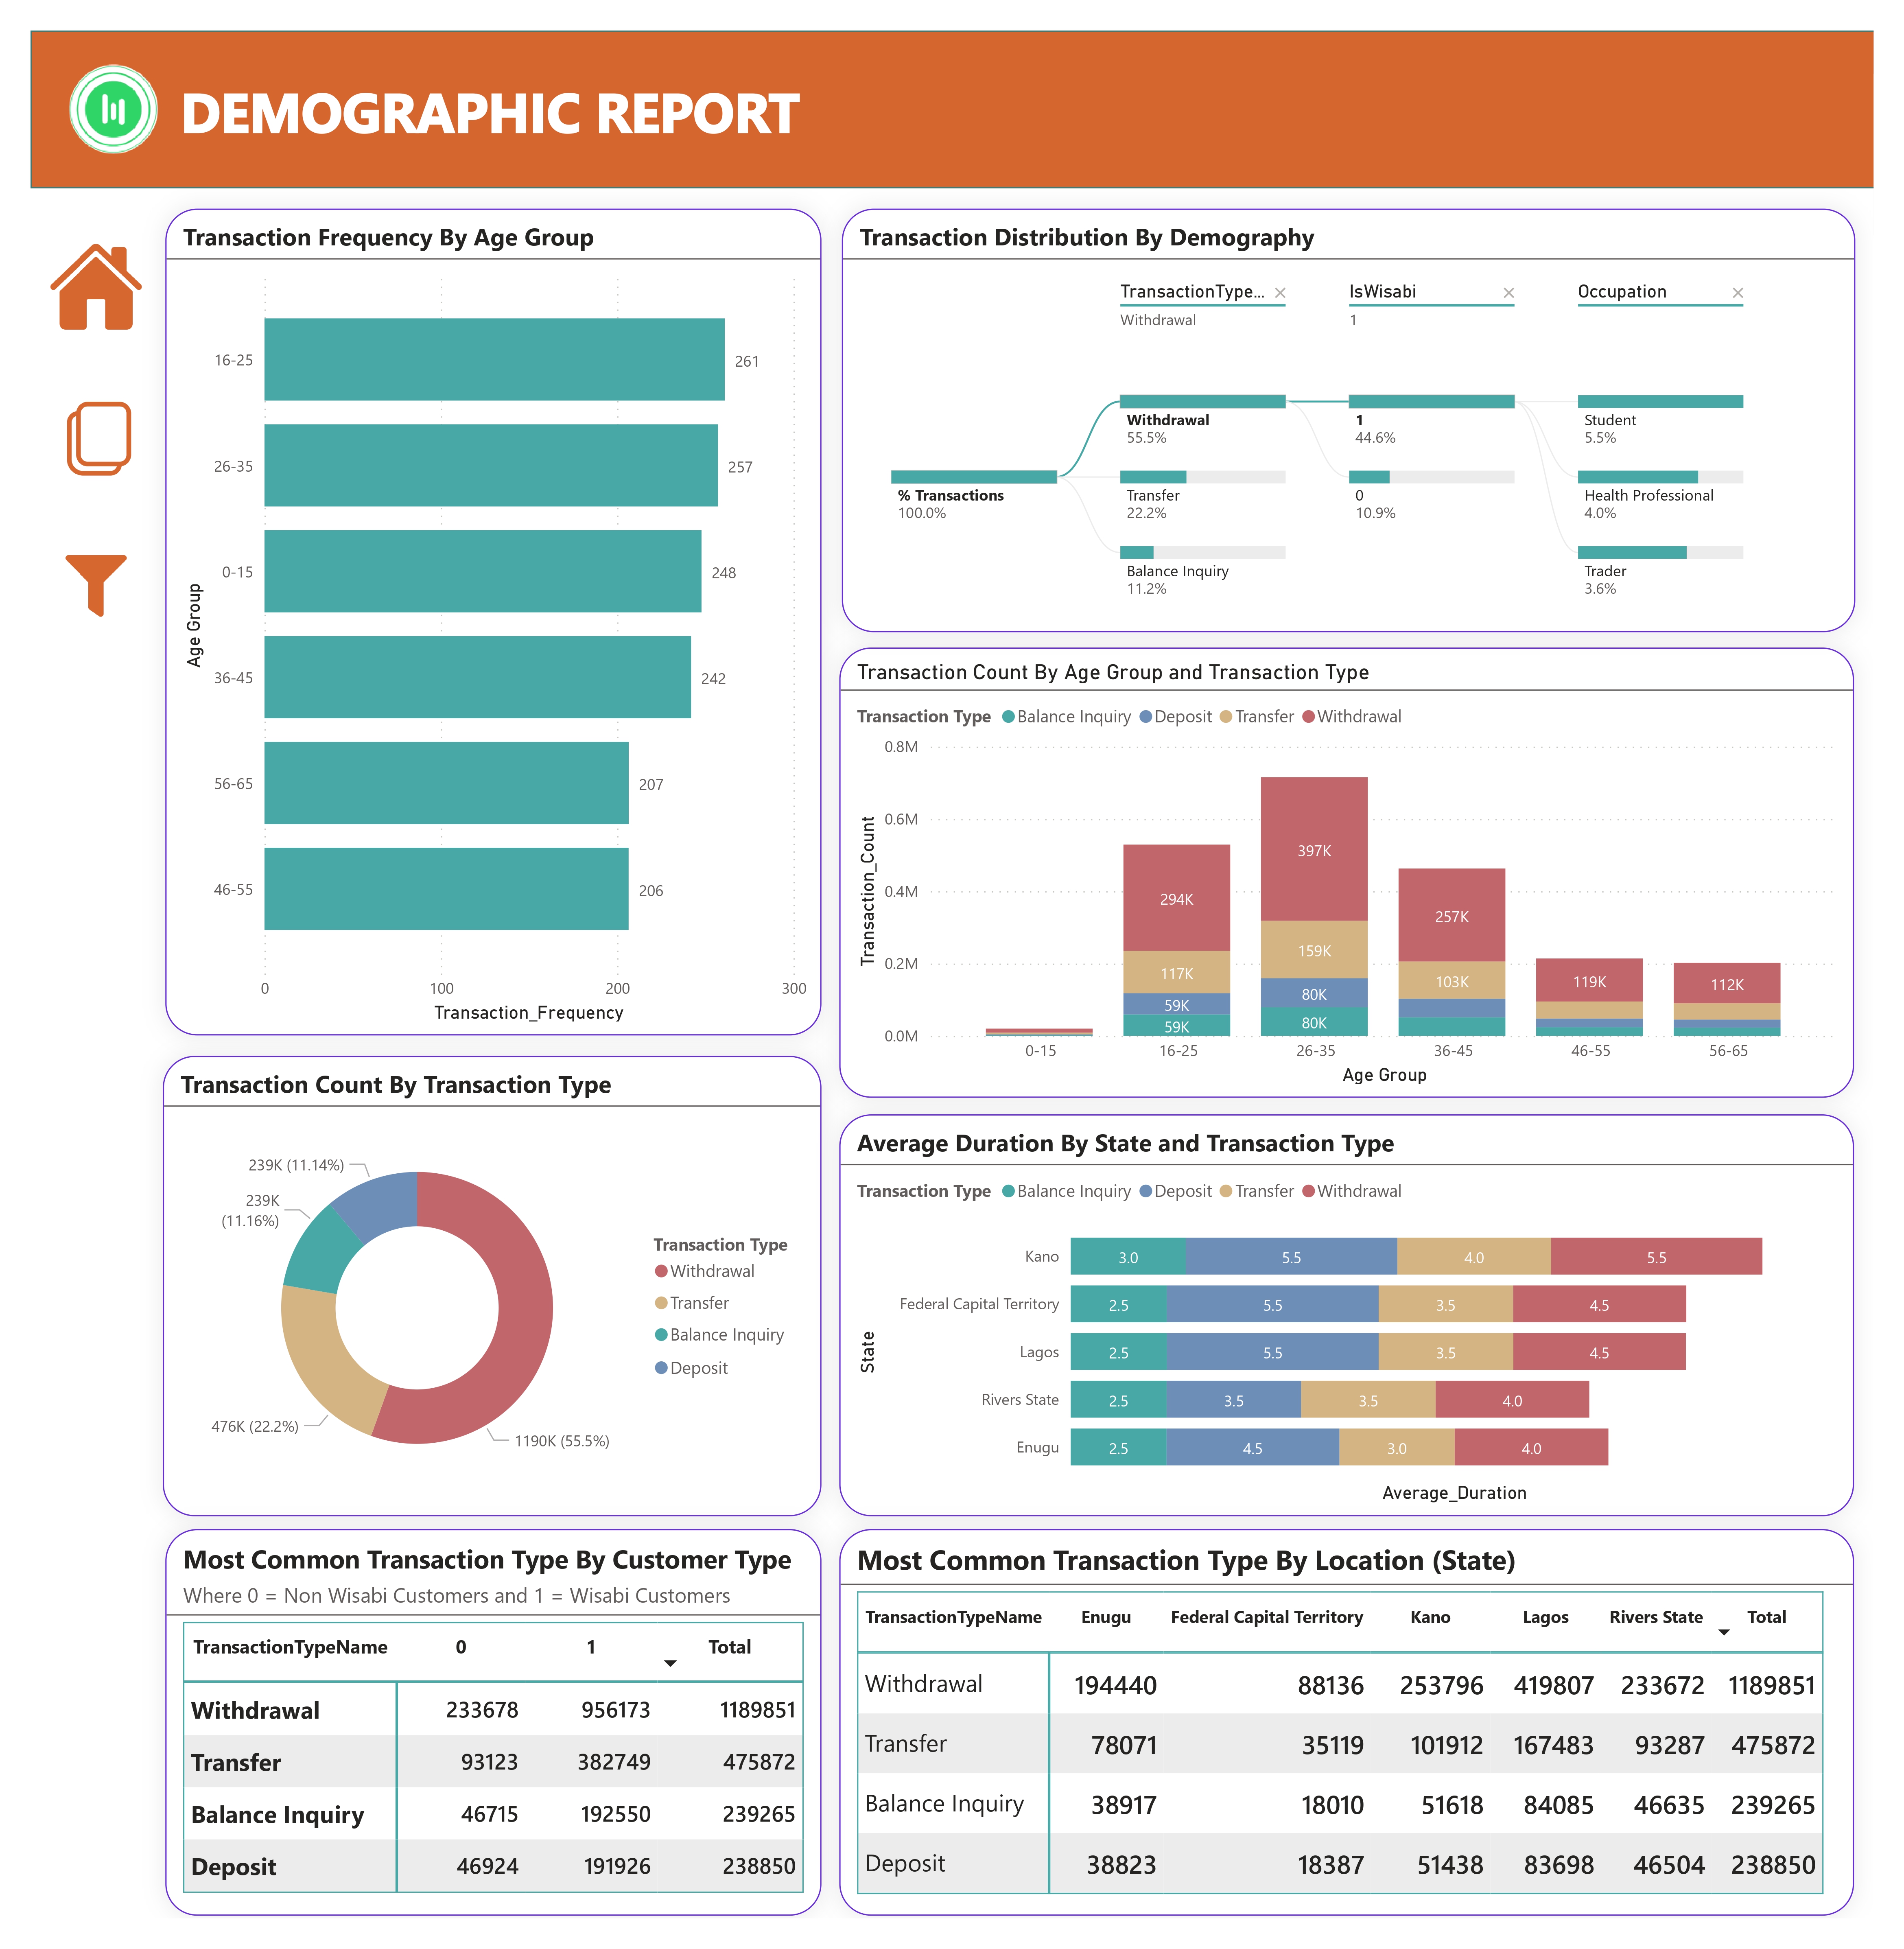 DEMOGRAPHIC REPORT
Transaction Frequency By Age Group
Age Group
16-25
261
26-35
257
0-15
248
36-45
242
56-65
207
46-55
206
0
100
200
300
Transaction_Frequency
Transaction Distribution By Demography
TransactionType...
IsWisabi
Occupation
Withdrawal
1
% Transactions
100.0%
Withdrawal
55.5%
Transfer
22.2%
Balance Inquiry
11.2%
1
44.6%
0
10.9%
Student
5.5%
Health Professional
4.0%
Trader
3.6%
Transaction Count By Age Group and Transaction Type
Transaction Type Balance Inquiry Deposit Transfer Withdrawal
Transaction_Count
0.8M
0.6M
0.4M
0.2M
0.0M
294K
117K
59K
59K
397K
159K
80K
80K
257K
103K
119K
112K
0-15
16-25
26-35
36-45
46-55
56-65
Age Group
Transaction Count By Transaction Type
239K (11.14%)
239K
(11.16%)
476K (22.2%)
1190K (55.5%)
Transaction Type
Withdrawal
Transfer
Balance Inquiry
Deposit
Average Duration By State and Transaction Type
Transaction Type Balance Inquiry Deposit Transfer Withdrawal
State
Kano 3.0 5.5 4.0 5.5
Federal Capital Territory 2.5 5.5 3.5 4.5
Lagos 2.5 5.5 3.5 4.5
Rivers State 2.5 3.5 3.5 4.0
Enugu 2.5 4.5 3.0 4.0
Average_Duration
Most Common Transaction Type By Customer Type
Where 0 = Non Wisabi Customers and 1 = Wisabi Customers
TransactionTypeName 0 1 Total
Withdrawal 233678 956173 1189851
Transfer 93123 382749 475872
Balance Inquiry 46715 192550 239265
Deposit 46924 191926 238850
Most Common Transaction Type By Location (State)
TransactionTypeName Enugu Federal Capital Territory Kano Lagos Rivers State Total
Withdrawal 194440 88136 253796 419807 233672 1189851
Transfer 78071 35119 101912 167483 93287 475872
Balance Inquiry 38917 18010 51618 84085 46635 239265
Deposit 38823 18387 51438 83698 46504 238850